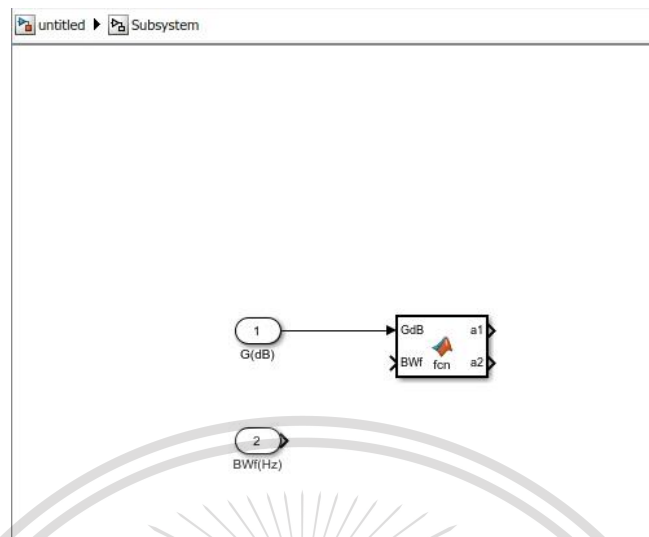 untitled Subsystem
1
G(dB)
GdB a1
BWf fcn a2
2
BWf(Hz)